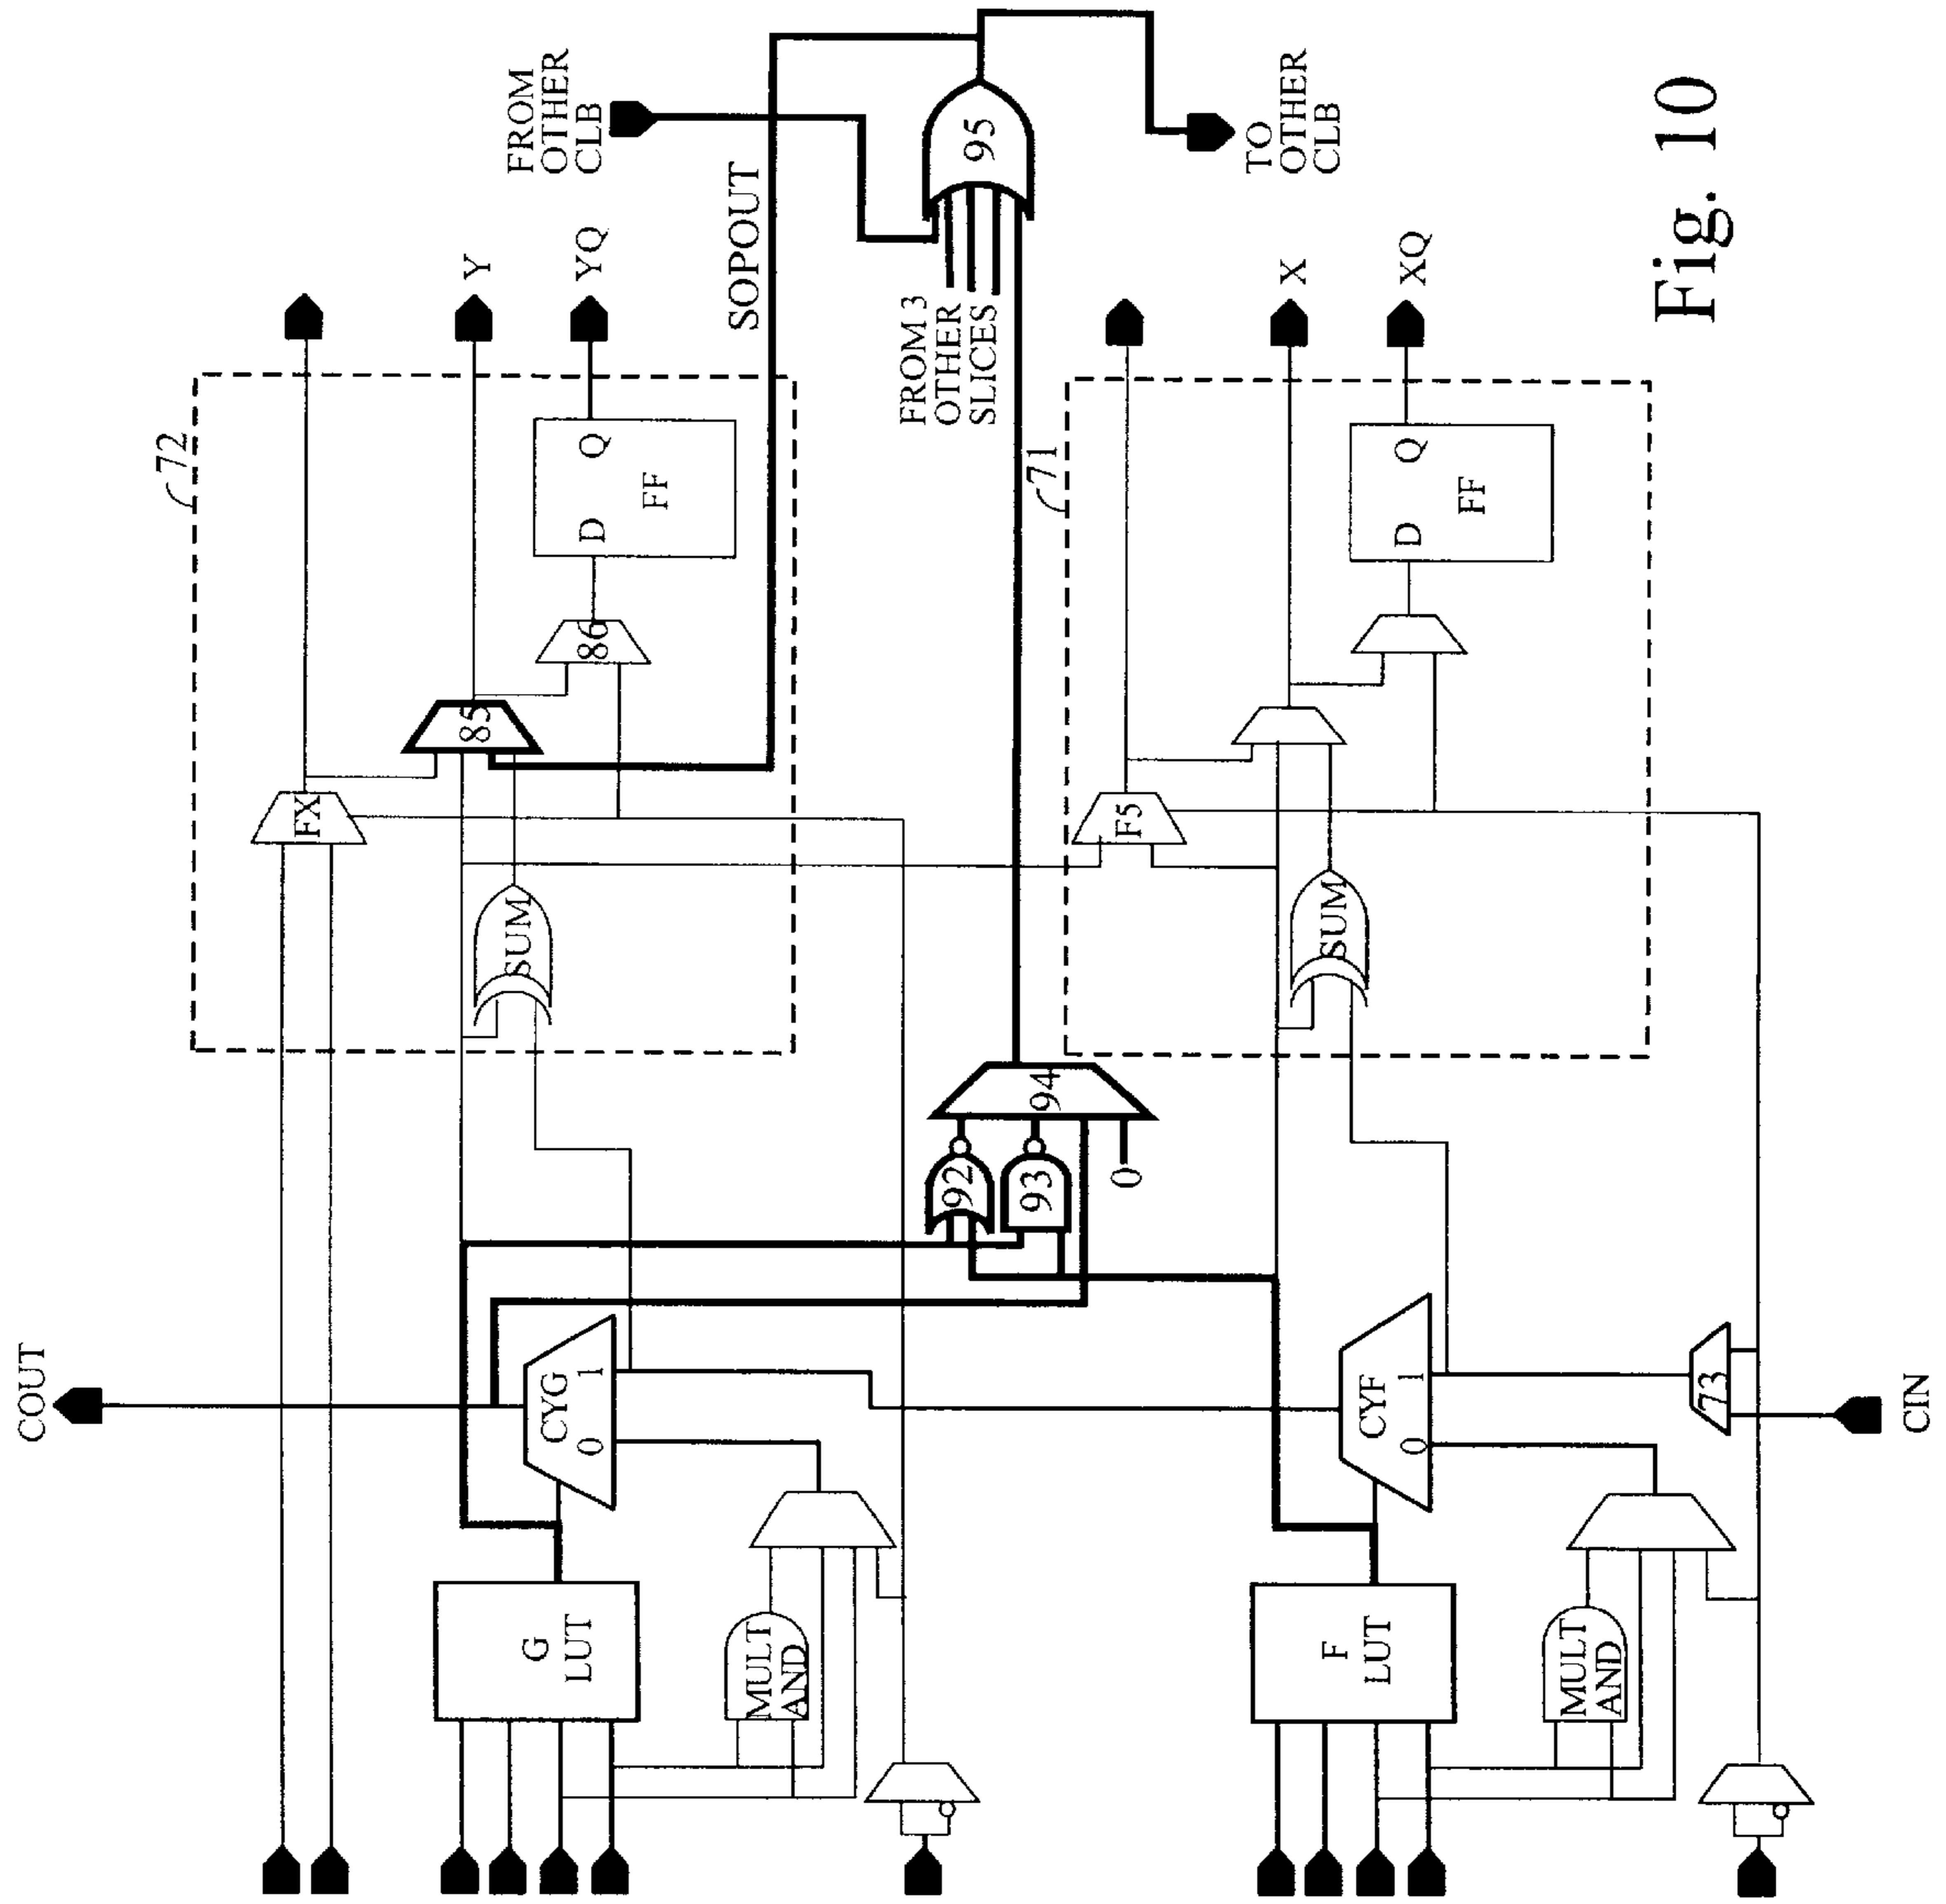 COUT
CIN
FROM
OTHER
CLB
TO
OTHER
CLB
SOPOUT
FROM 3
OTHER
SLICES
72
71
Y
YQ
X
XQ
FX
85
86
D Q
FF
SUM
F5
D Q
FF
SUM
95
94
92
93
0
CYG
0 1
CYF
0 1
73
G
LUT
MULT
AND
F
LUT
MULT
AND
Fig. 10